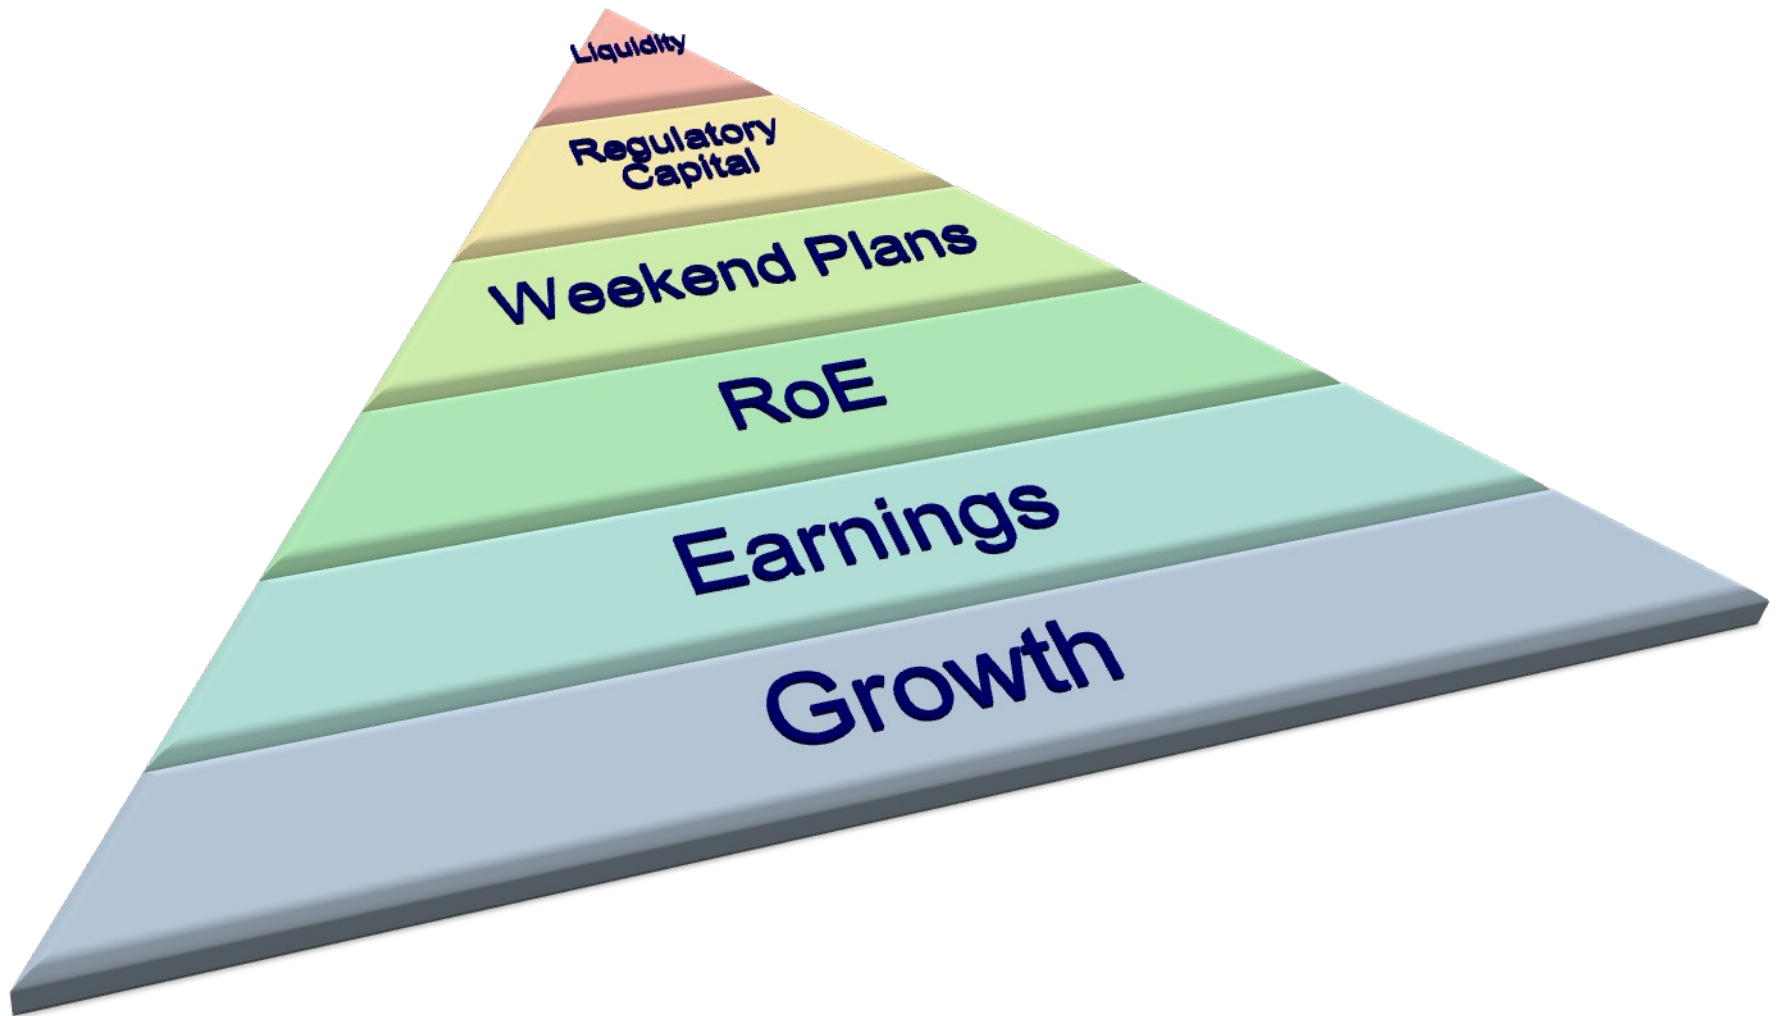 Liquidity
Regulatory
Capital
Weekend Plans
RoE
Earnings
Growth